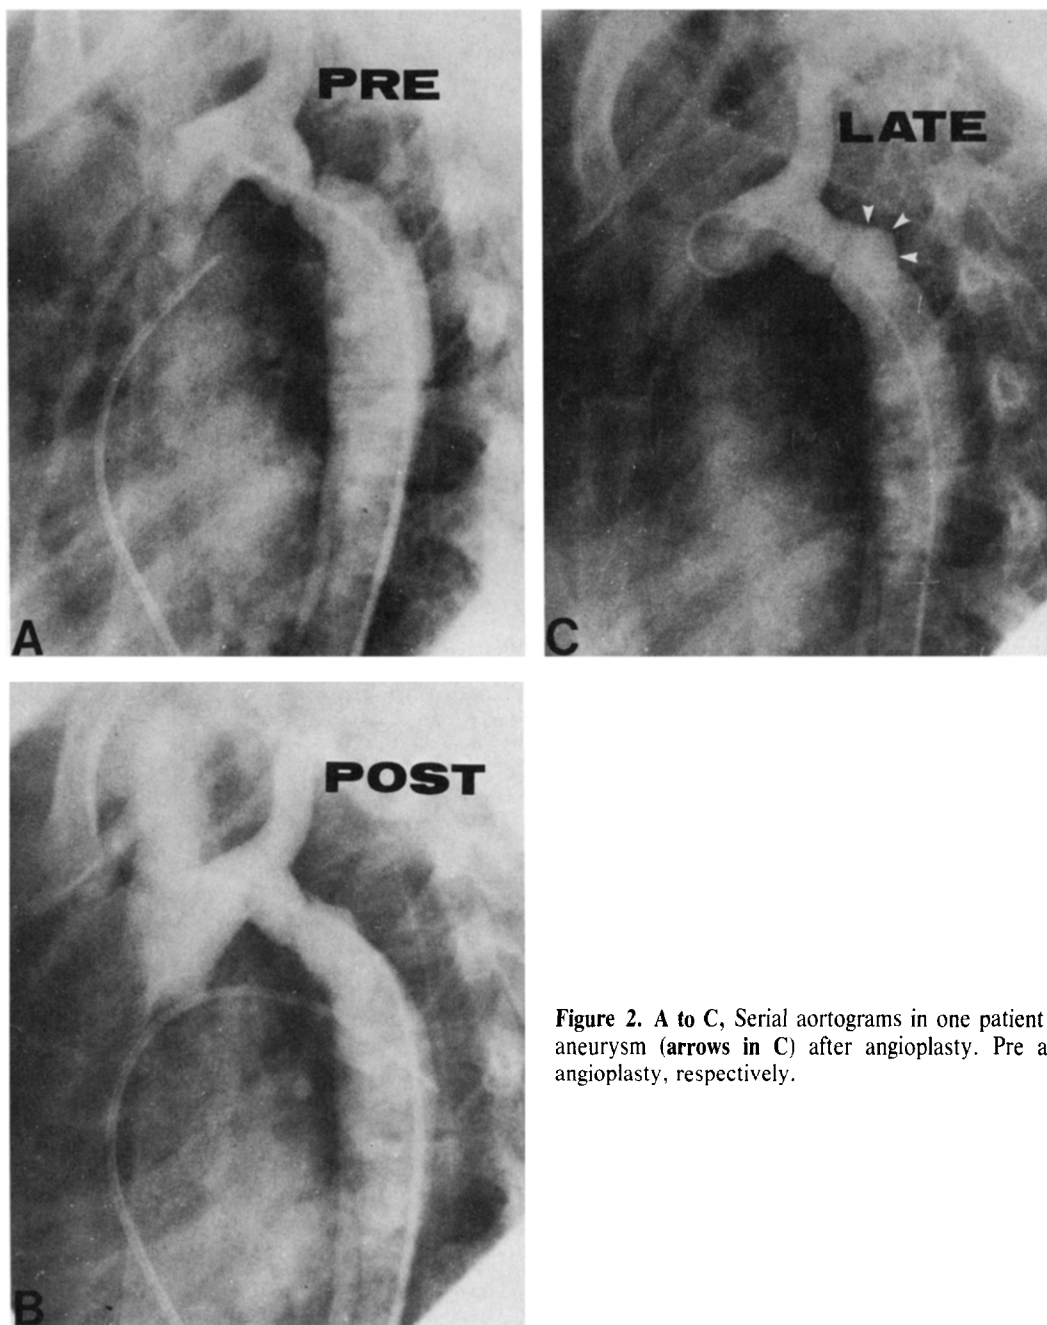 PRE
A
LATE
C
POST
B
Figure 2. A to C, Serial aortograms in one patient
aneurysm (arrows in C) after angioplasty. Pre a
angioplasty, respectively.